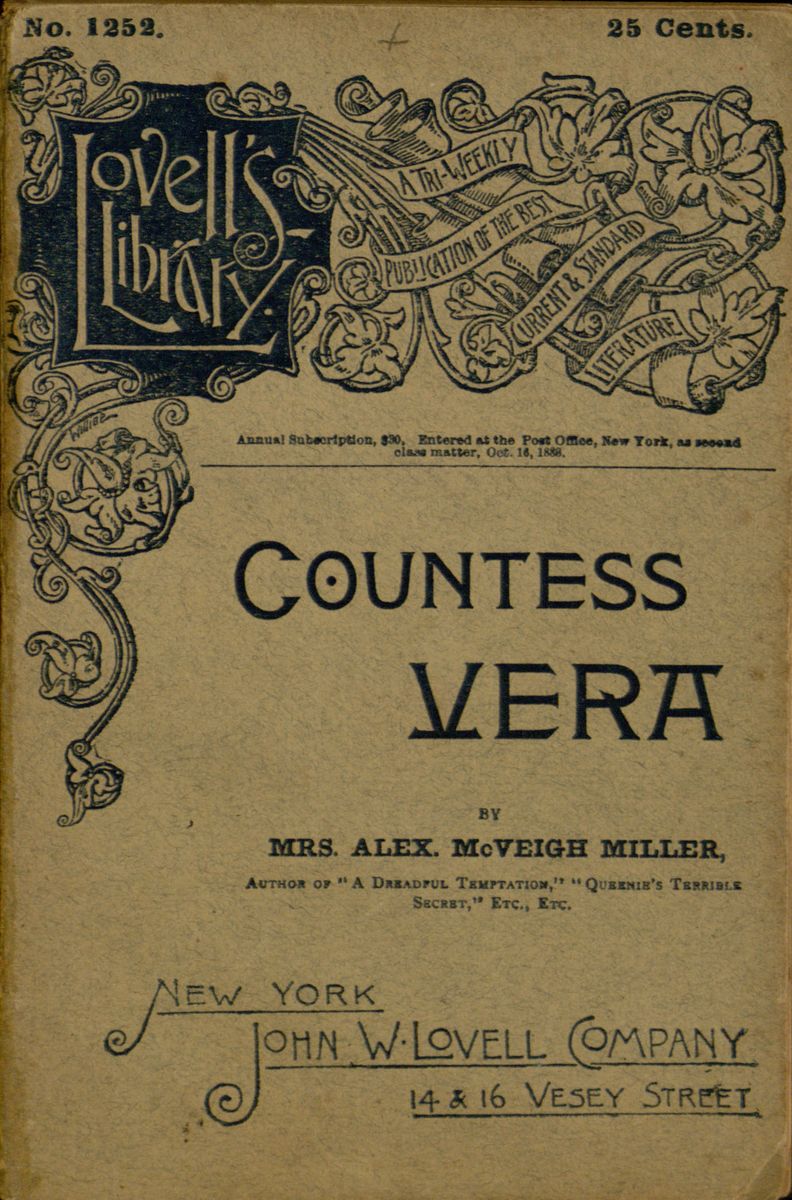 No. 1252.
25 Cents.
Lovell's
Library.
A TRI-WEEKLY
PUBLICATION OF THE BEST
CURRENT & STANDARD
LITERATURE
Annual Subscription, $30, Entered at the Post Office, New York, as second
class matter, Oct. 16, 1888.
COUNTESS
VERA
BY
MRS. ALEX. McVEIGH MILLER,
AUTHOR OF "A DREADFUL TEMPTATION," "QUEENIE'S TERRIBLE
SECRET," ETC., ETC.
NEW YORK
JOHN W. LOVELL COMPANY
14 & 16 VESEY STREET